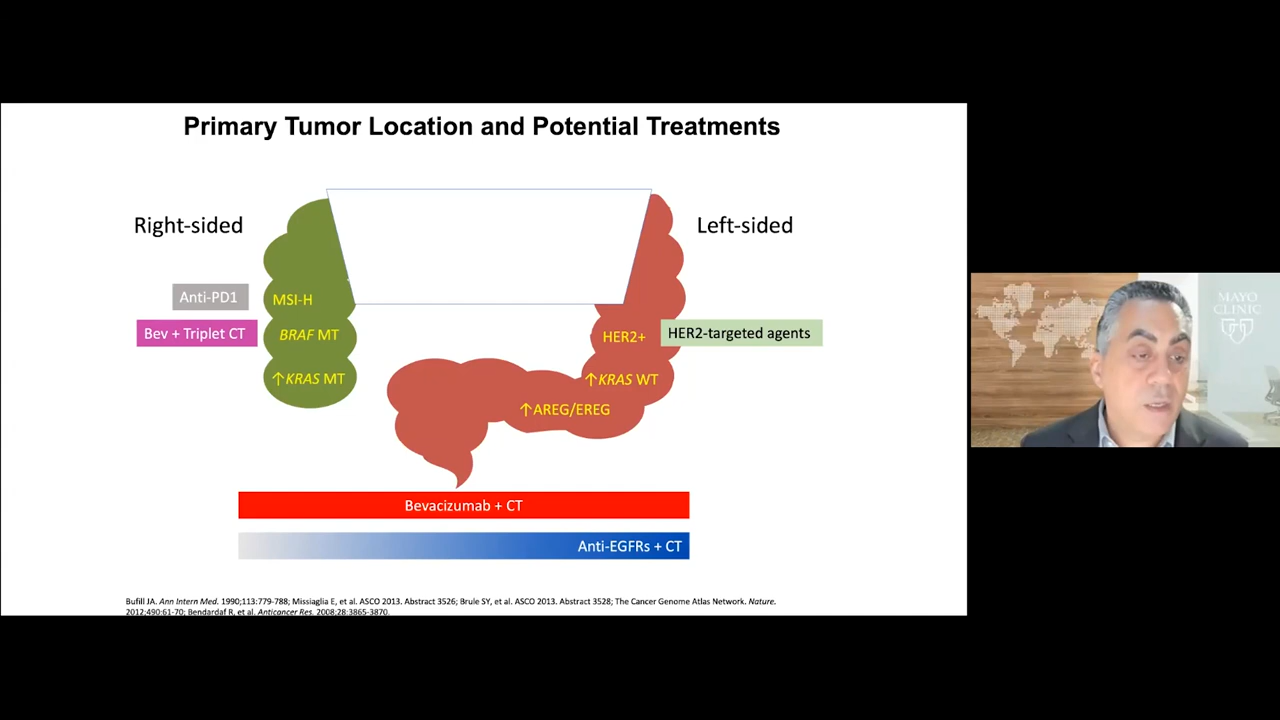 Primary Tumor Location and Potential Treatments
Right-sided
Left-sided
Anti-PD1
MSI-H
Bev + Triplet CT
BRAF MT
HER2+
HER2-targeted agents
↑KRAS MT
↑KRAS WT
↑AREG/EREG
Bevacizumab + CT
Anti-EGFRs + CT
Bufill JA. Ann Intern Med. 1990;113:779-788; Missiaglia E, et al. ASCO 2013. Abstract 3526; Brule SY, et al. ASCO 2013. Abstract 3528; The Cancer Genome Atlas Network. Nature.
2012;490:61-70; Bendardaf R, et al. Anticancer Res. 2008;28:3865-3870.
MAYO
CLINIC